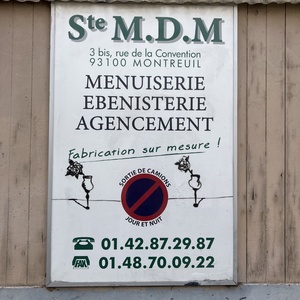 Ste M.D.M
3 bis, rue de la Convention
93100 MONTREUIL
MENUISERIE
EBENISTERIE
AGENCEMENT
Fabrication sur mesure !
SORTIE DE CAMIONS
JOUR ET NUIT
01.42.87.29.87
FAX 01.48.70.09.22